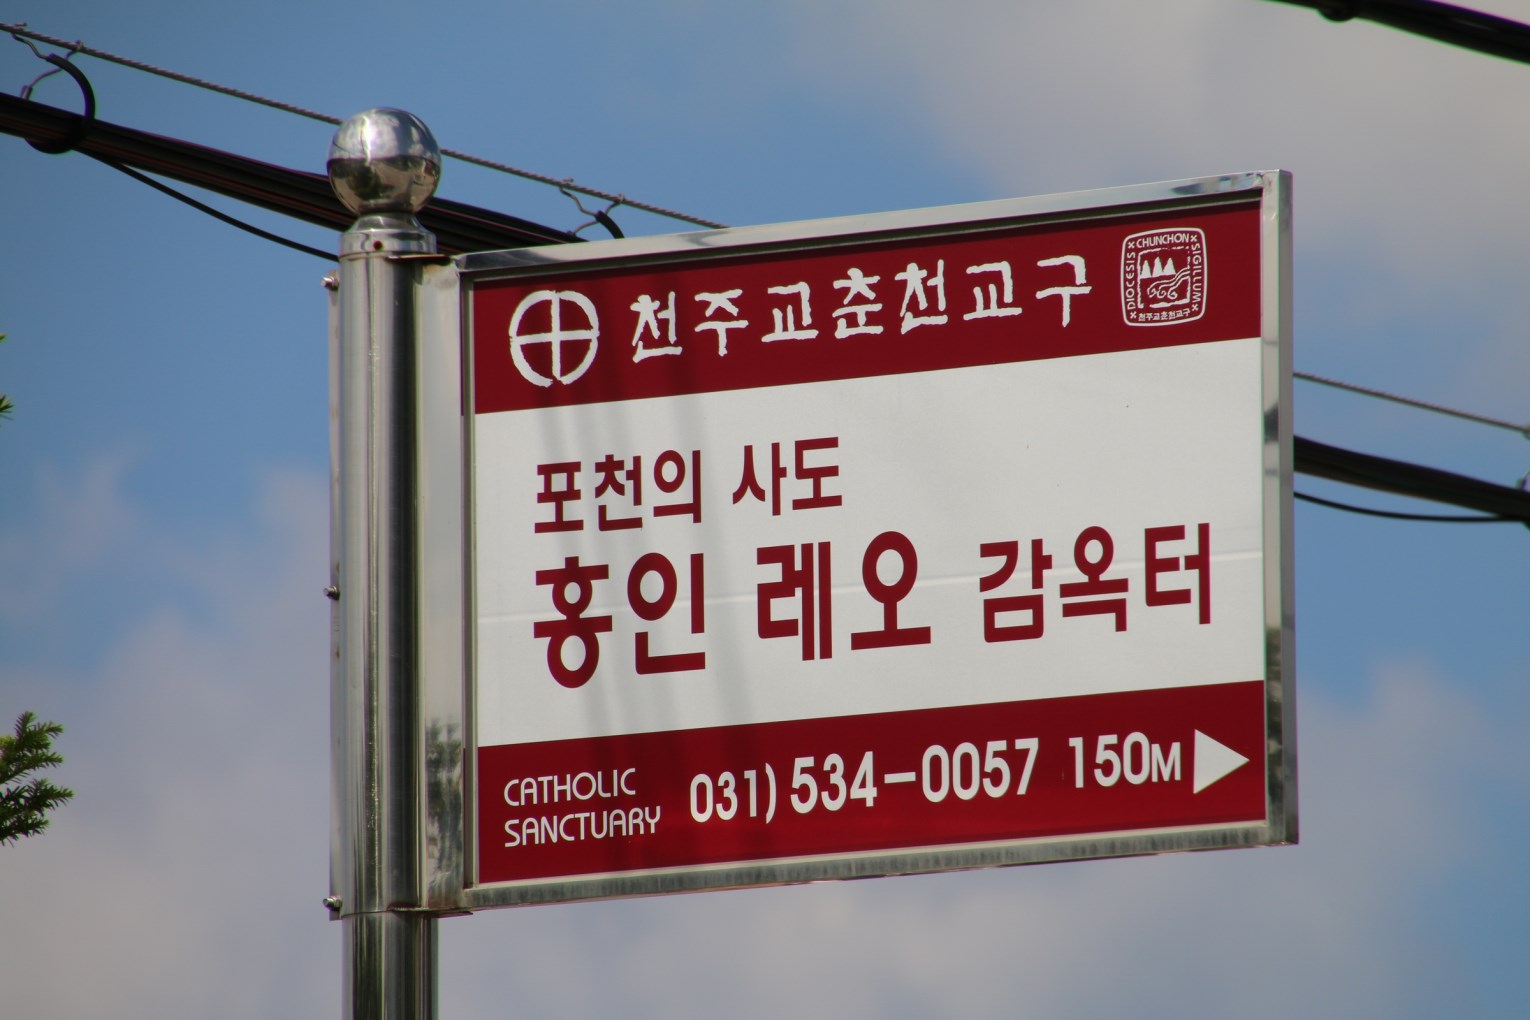 천주교춘천교구
CHUNCHON
DIOCESIS
SIGILLUM
천주교춘천교구
포천의 사도
홍인 레오 감옥터
CATHOLIC
SANCTUARY
031) 534-0057 150M